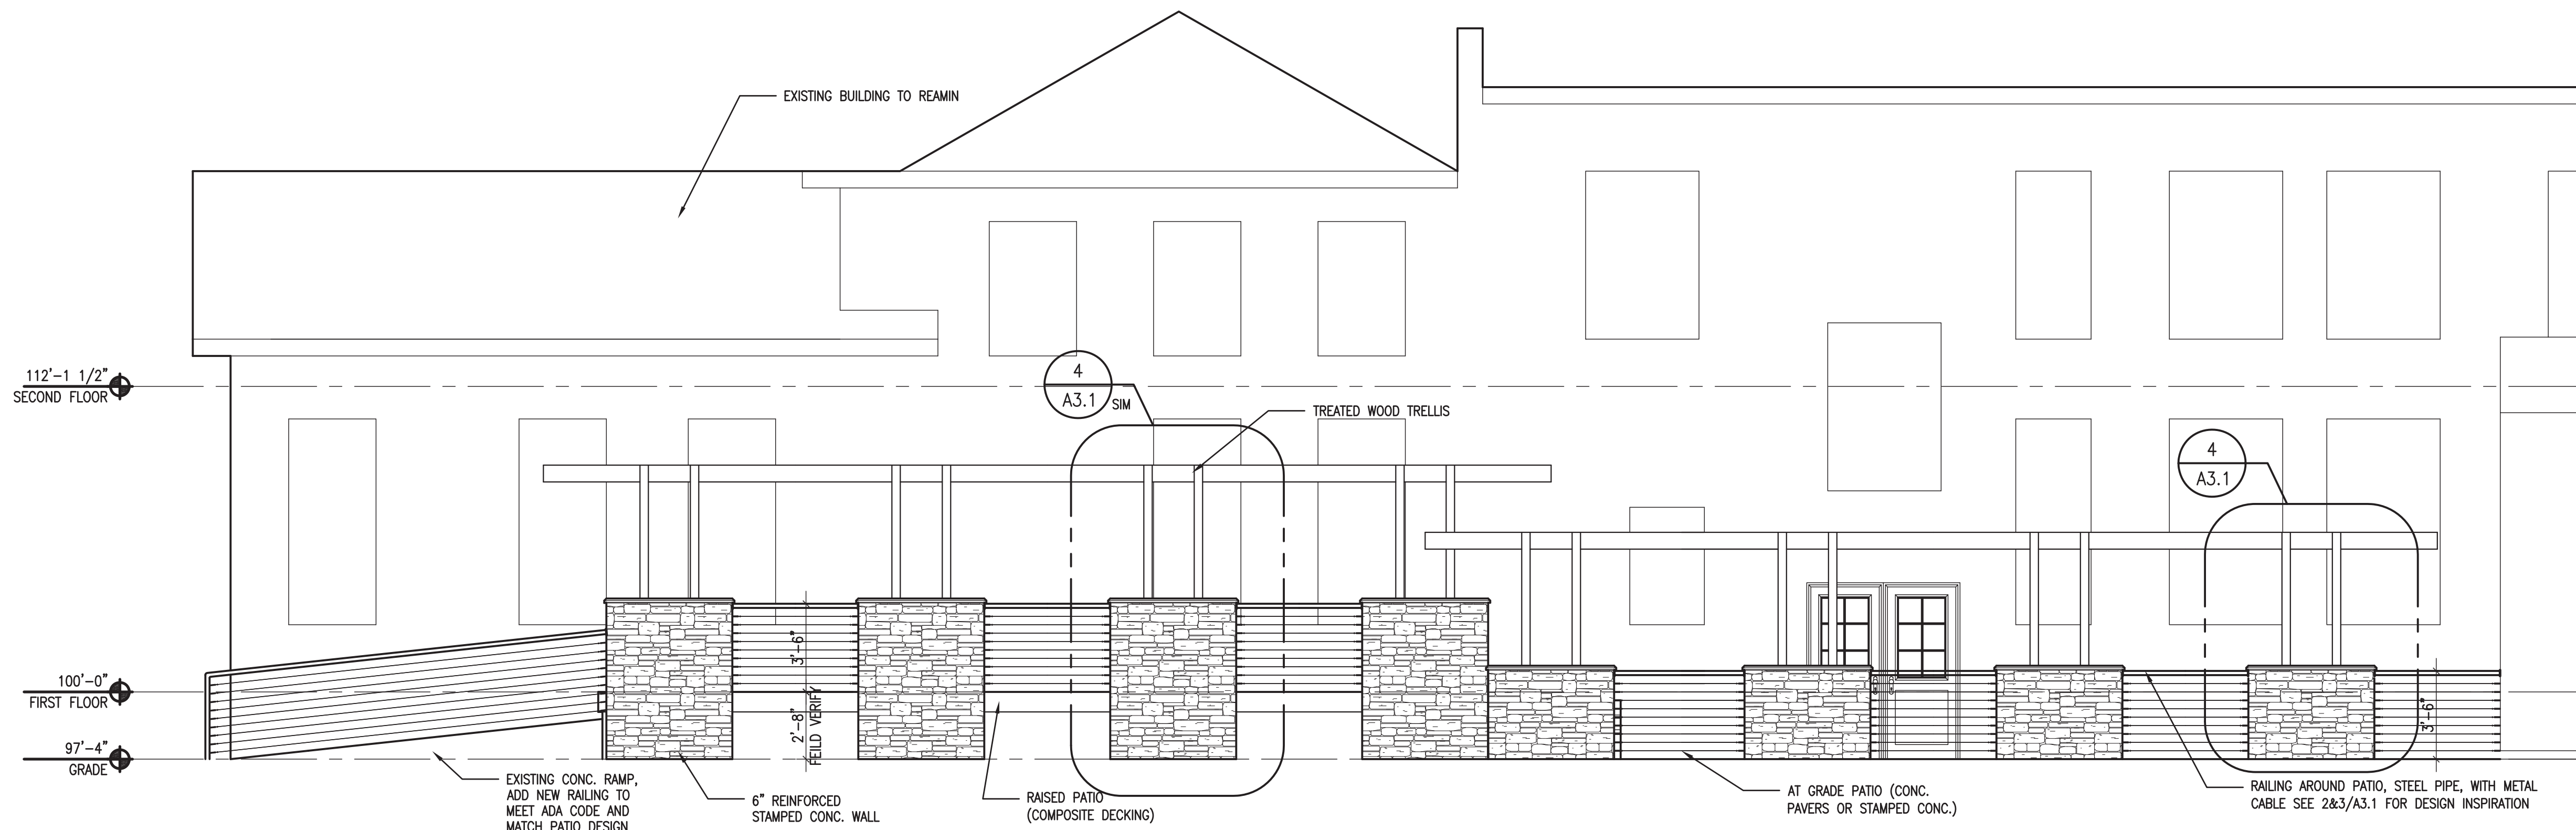 EXISTING BUILDING TO REAMIN
112'-1 1/2"
SECOND FLOOR
4
A3.1
SIM
TREATED WOOD TRELLIS
4
A3.1
100'-0"
FIRST FLOOR
97'-4"
GRADE
3'-6"
2'-8"
FEILD VERIFY
3'-6"
EXISTING CONC. RAMP,
ADD NEW RAILING TO
MEET ADA CODE AND
MATCH PATIO DESIGN
6" REINFORCED
STAMPED CONC. WALL
RAISED PATIO
(COMPOSITE DECKING)
AT GRADE PATIO (CONC.
PAVERS OR STAMPED CONC.)
RAILING AROUND PATIO, STEEL PIPE, WITH METAL
CABLE SEE 2&3/A3.1 FOR DESIGN INSPIRATION